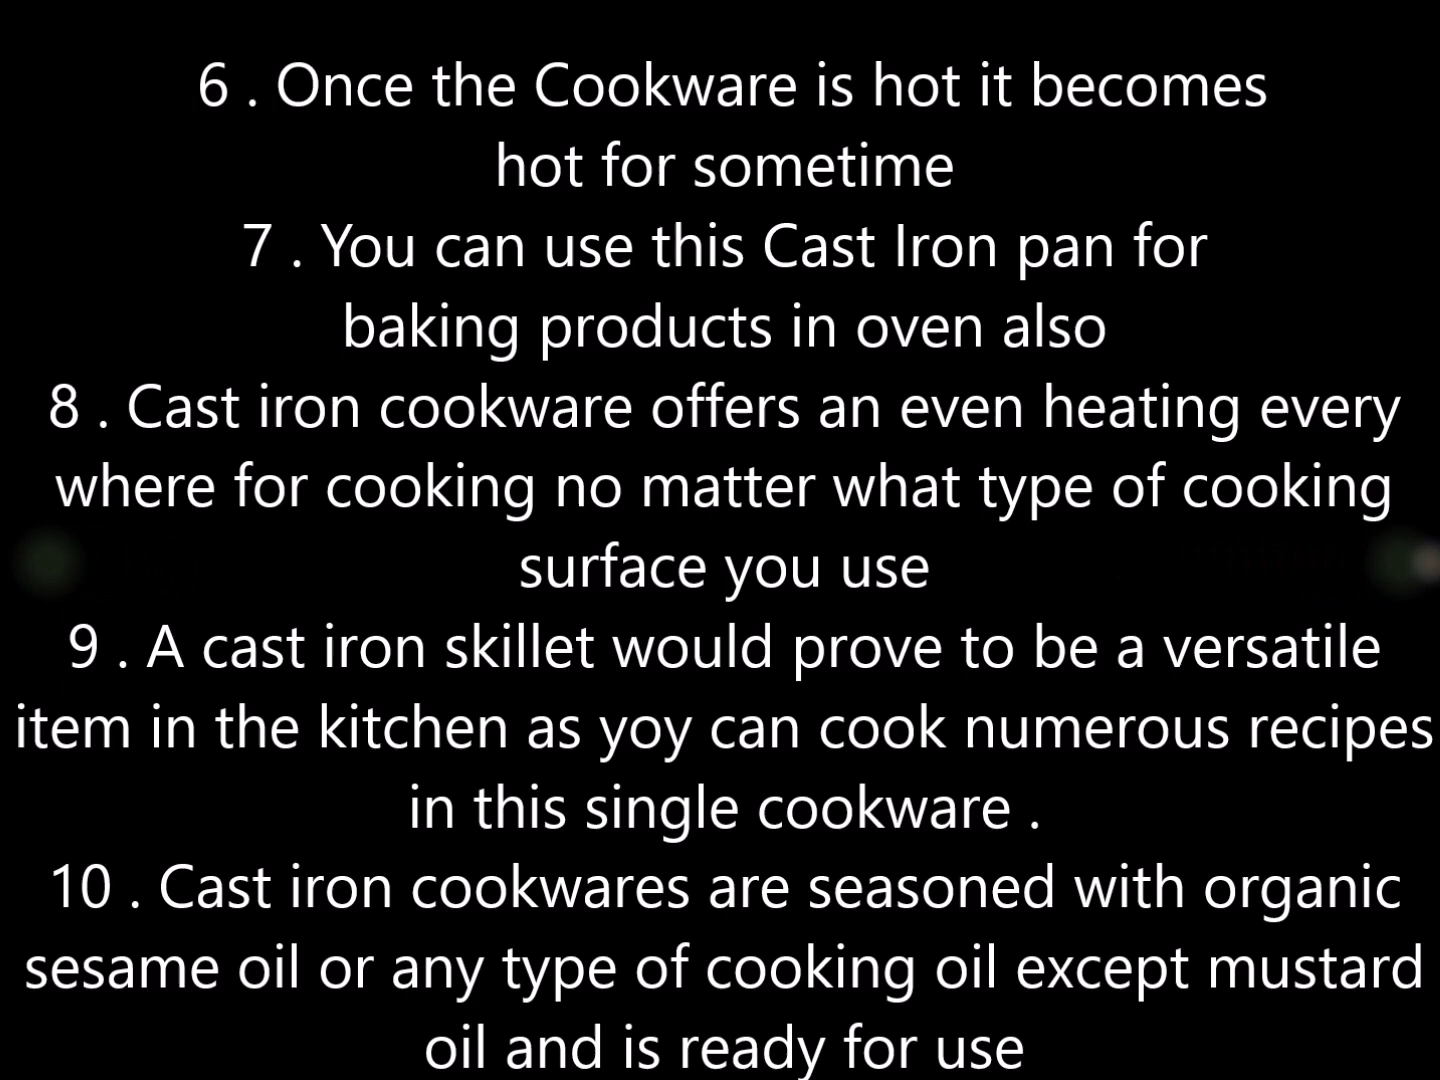 6 . Once the Cookware is hot it becomes
hot for sometime
7 . You can use this Cast Iron pan for
baking products in oven also
8 . Cast iron cookware offers an even heating every
where for cooking no matter what type of cooking
surface you use
9 . A cast iron skillet would prove to be a versatile
item in the kitchen as yoy can cook numerous recipes
in this single cookware .
10 . Cast iron cookwares are seasoned with organic
sesame oil or any type of cooking oil except mustard
oil and is ready for use